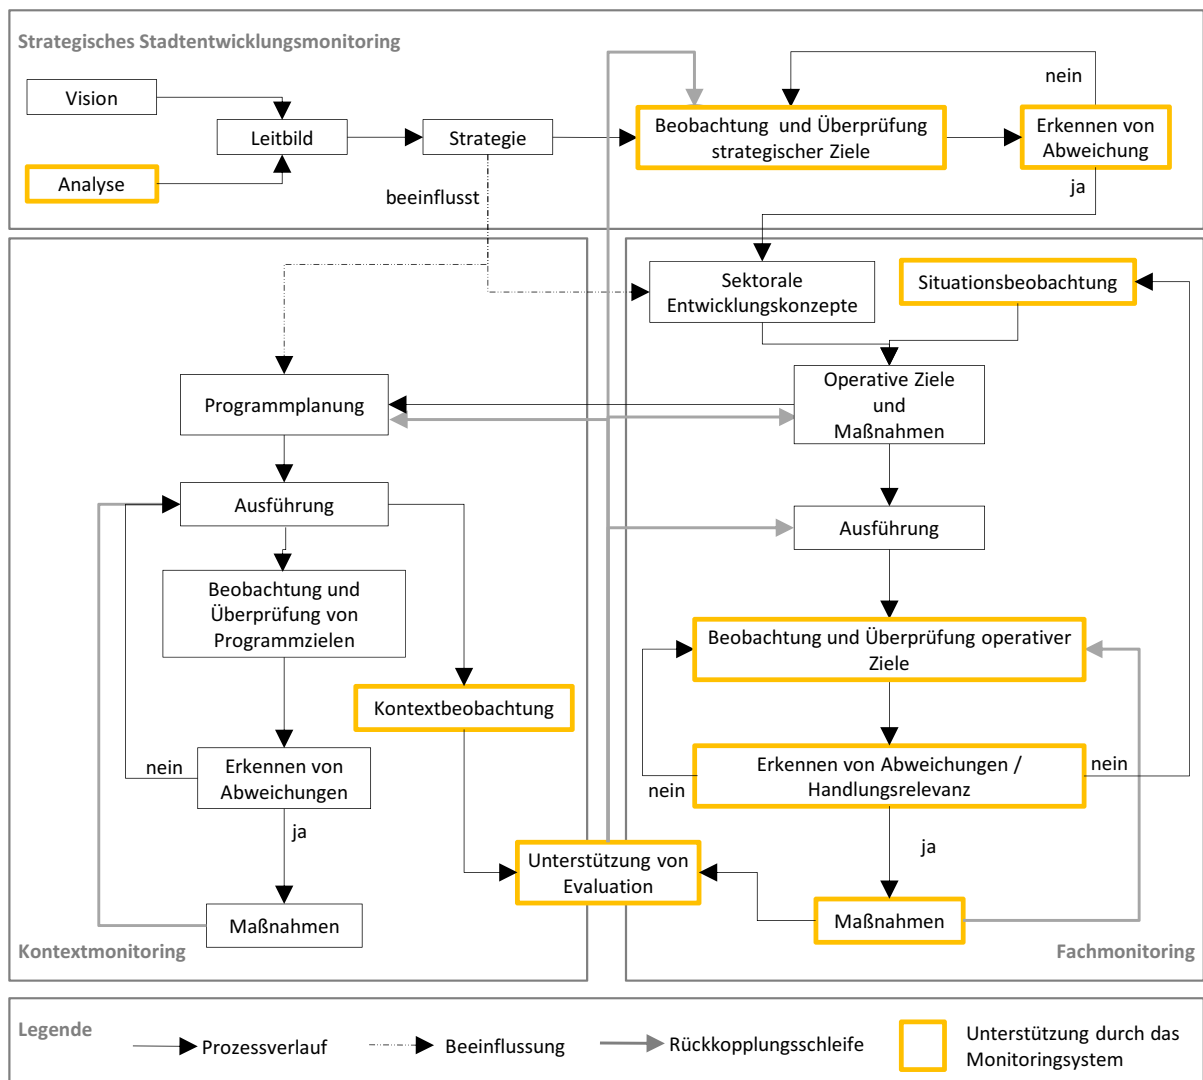 Strategisches Stadtentwicklungsmonitoring
Vision
Leitbild
Analyse
Strategie
beeinflusst
Beobachtung und Überprüfung
strategischer Ziele
nein
Erkennen von
Abweichung
ja
Sektorale
Entwicklungskonzepte
Situationsbeobachtung
Operative Ziele
und
Maßnahmen
Ausführung
Beobachtung und Überprüfung operativer
Ziele
Erkennen von Abweichungen /
Handlungsrelevanz
nein
nein
ja
Maßnahmen
Fachmonitoring
Programmplanung
Ausführung
Beobachtung und
Überprüfung von
Programmzielen
Kontextbeobachtung
nein
Erkennen von
Abweichungen
ja
Maßnahmen
Kontextmonitoring
Unterstützung von
Evaluation
Legende
Prozessverlauf
Beeinflussung
Rückkopplungsschleife
Unterstützung durch das
Monitoringsystem